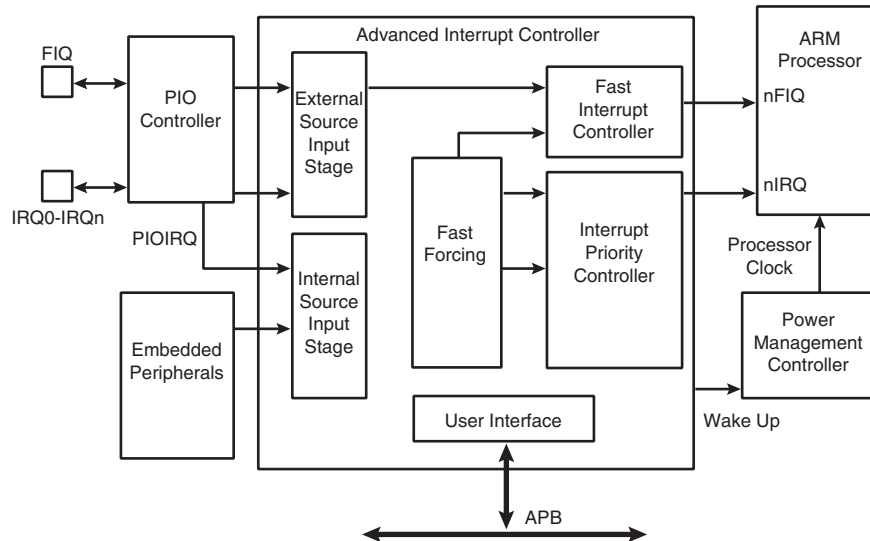 FIQ
IRQ0-IRQn
PIO
Controller
PIOIRQ
Embedded
Peripherals
Advanced Interrupt Controller
External
Source
Input
Stage
Internal
Source
Input
Stage
Fast
Forcing
Fast
Interrupt
Controller
Interrupt
Priority
Controller
User Interface
APB
ARM
Processor
nFIQ
nIRQ
Processor
Clock
Power
Management
Controller
Wake Up